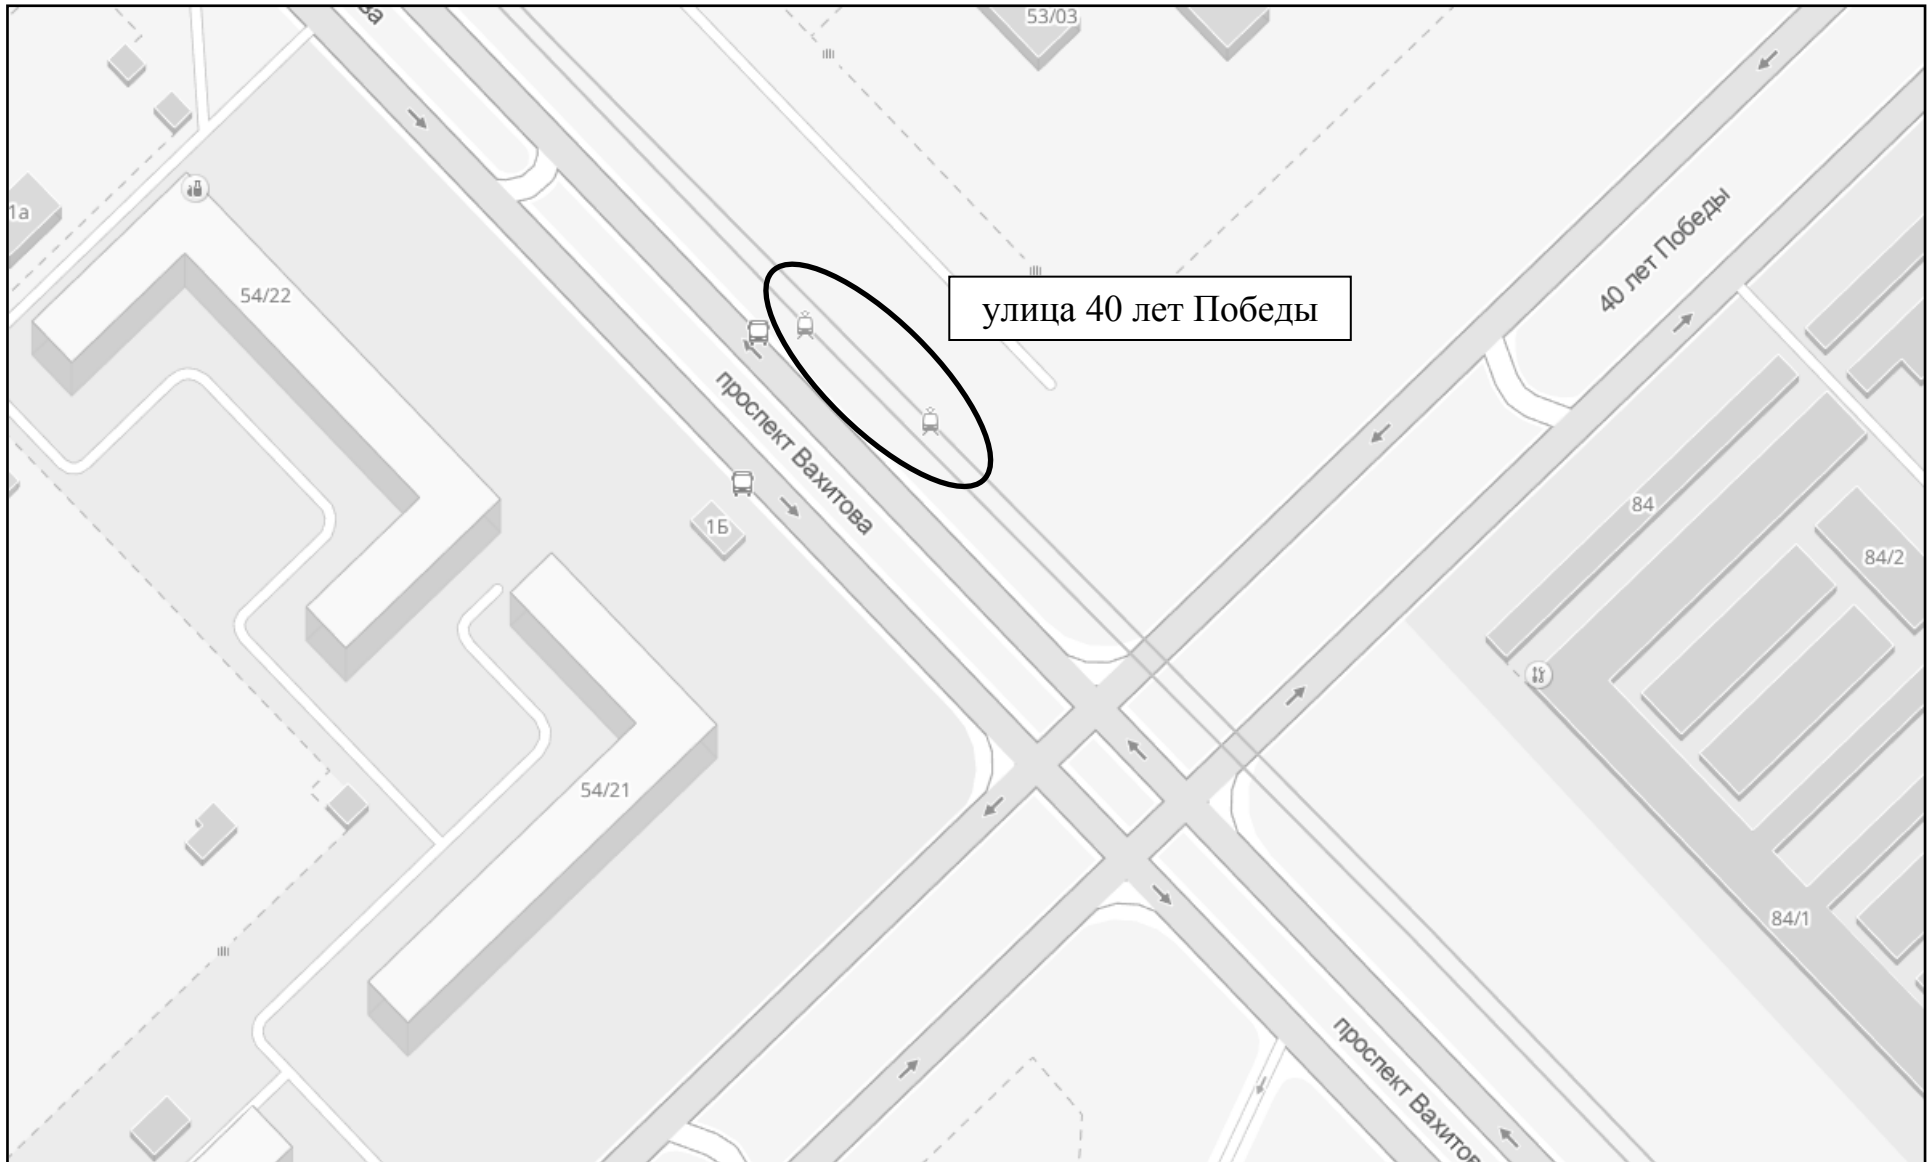 53/03
1а
54/22
улица 40 лет Победы
40 лет Победы
проспект Вахитова
1Б
84
84/2
54/21
84/1
проспект Вахитов